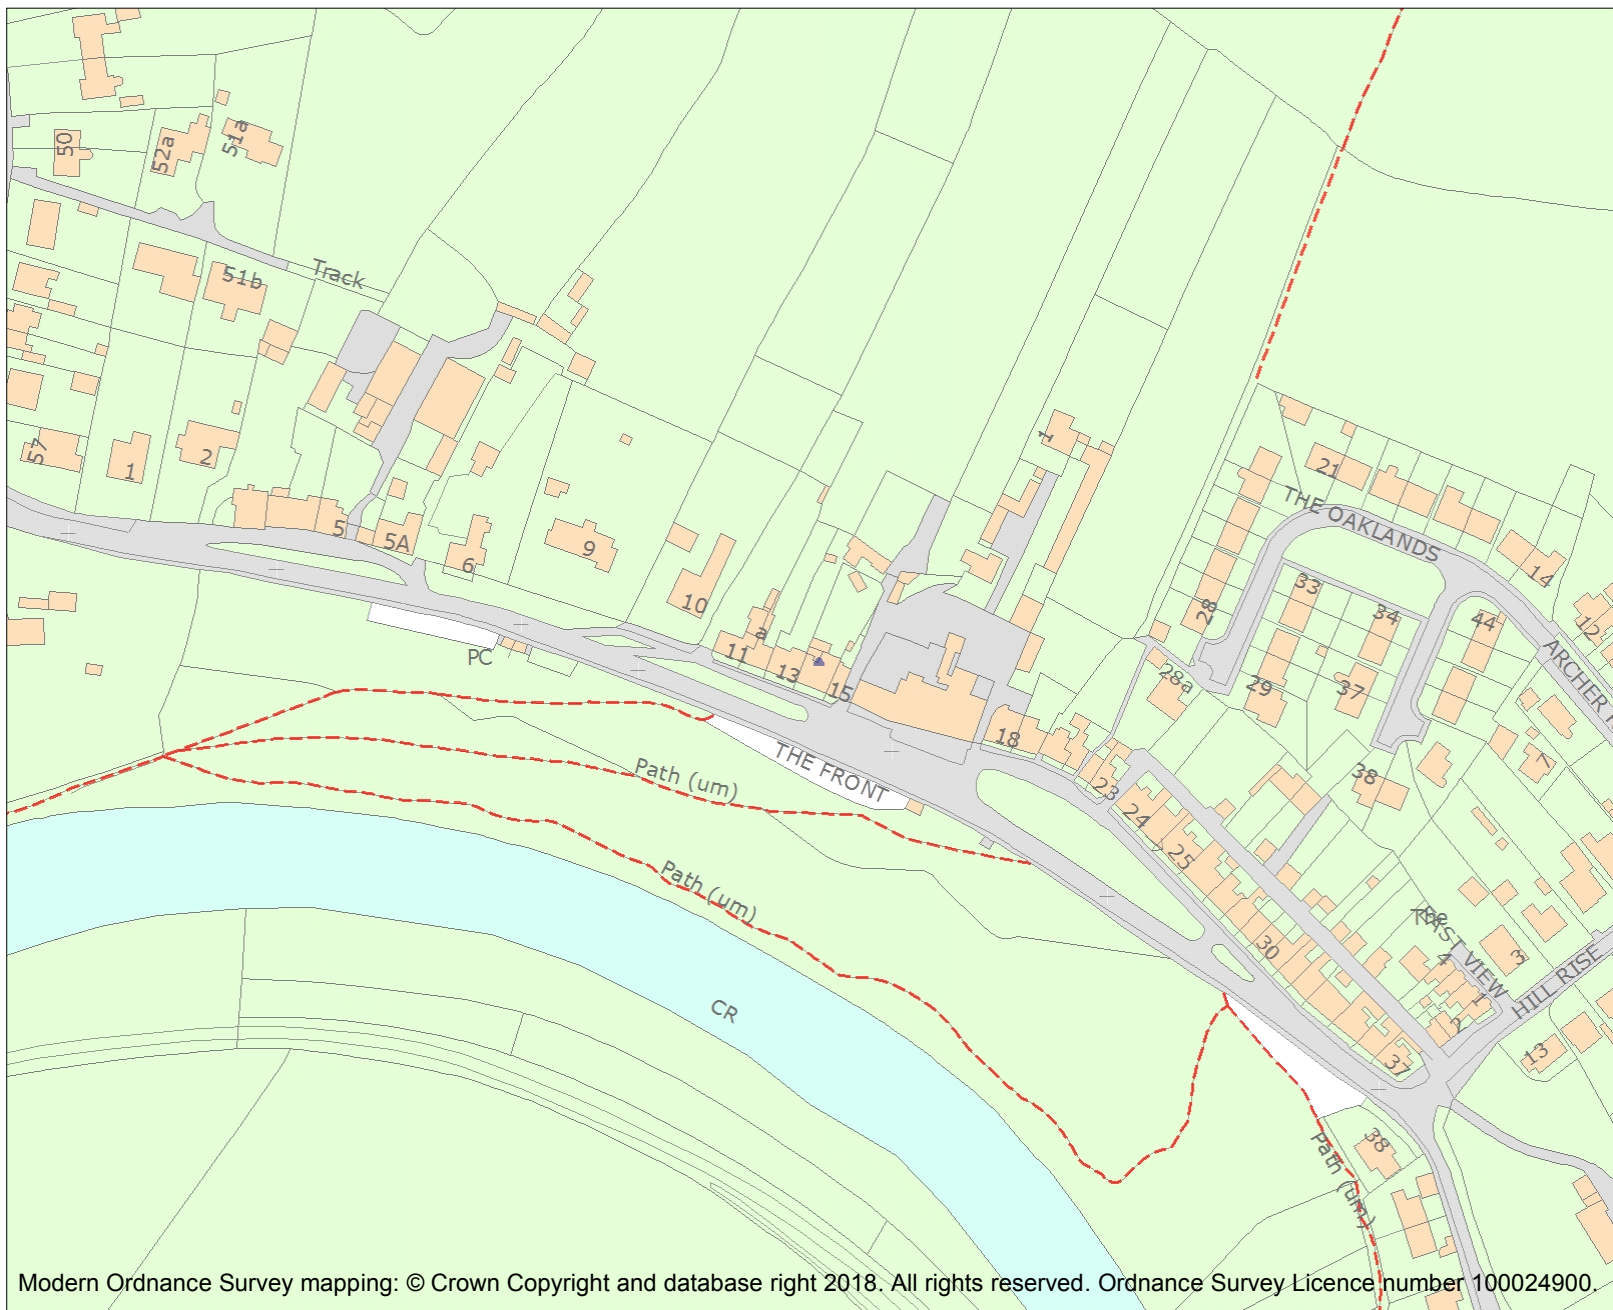 50
52a
51a
Track
51b
57
1
2
5
5A
6
9
10
11
a
13
15
PC
1
THE OAKLANDS
21
14
12
28
33
34
44
ARCHER
28a
29
37
38
7
18
23
24
25
30
THE FRONT
Path (um)
Path (um)
CR
EAST VIEW
4
3
1
2
HILL RISE
13
37
38
Path (um)
Modern Ordnance Survey mapping: © Crown Copyright and database right 2018. All rights reserved. Ordnance Survey Licence number 100024900.